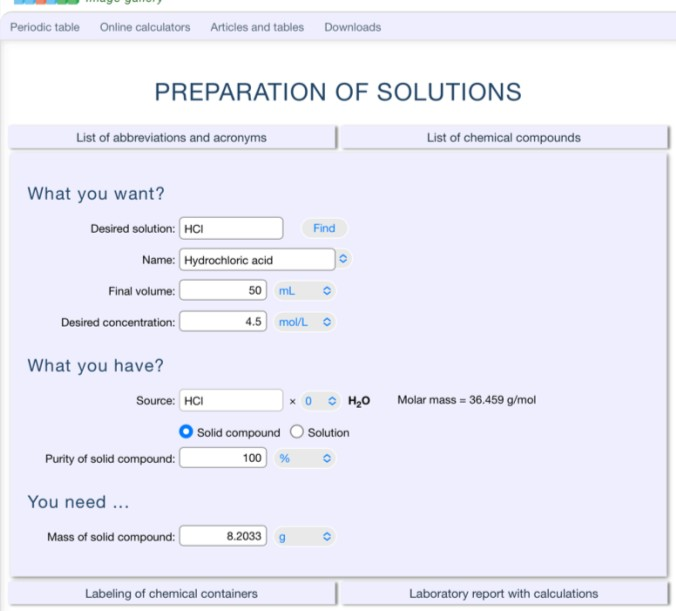 Periodic table Online calculators Articles and tables Downloads
PREPARATION OF SOLUTIONS
List of abbreviations and acronyms List of chemical compounds
What you want?
Desired solution: HCl Find
Name: Hydrochloric acid
Final volume: 50 mL
Desired concentration: 4.5 mol/L
What you have?
Source: HCl × 0 H₂O Molar mass = 36.459 g/mol
Solid compound Solution
Purity of solid compound: 100 %
You need ...
Mass of solid compound: 8.2033 g
Labeling of chemical containers Laboratory report with calculations